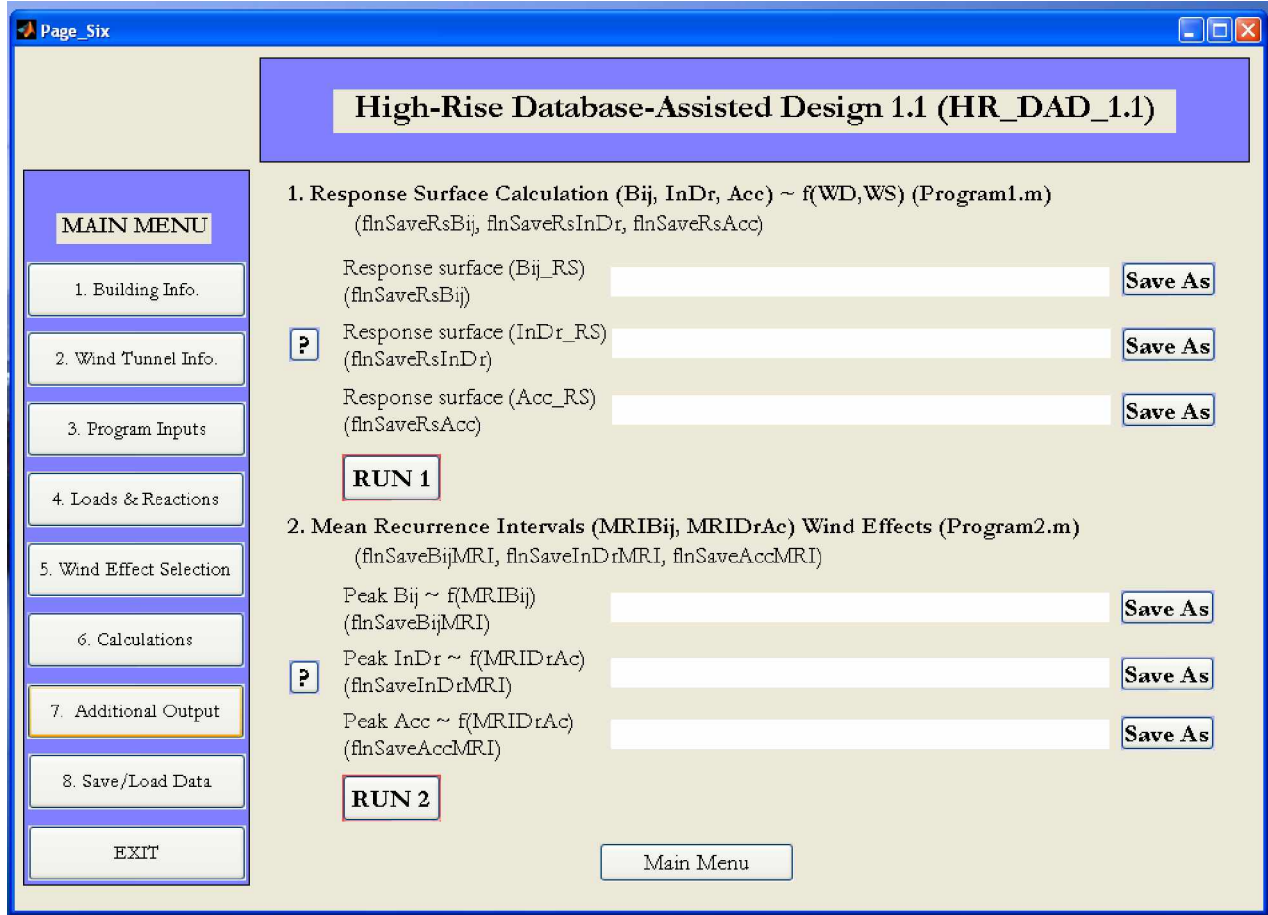 Page_Six
High-Rise Database-Assisted Design 1.1 (HR_DAD_1.1)
MAIN MENU
1. Building Info.
2. Wind Tunnel Info.
3. Program Inputs
4. Loads & Reactions
5. Wind Effect Selection
6. Calculations
7. Additional Output
8. Save/Load Data
EXIT
1. Response Surface Calculation (Bij, InDr, Acc) ~ f(WD,WS) (Program1.m)
(flnSaveRsBij, flnSaveRsInDr, flnSaveRsAcc)
Response surface (Bij_RS)
(flnSaveRsBij)
Save As
?
Response surface (InDr_RS)
(flnSaveRsInDr)
Save As
Response surface (Acc_RS)
(flnSaveRsAcc)
Save As
RUN 1
2. Mean Recurrence Intervals (MRIBij, MRIDrAc) Wind Effects (Program2.m)
(flnSaveBijMRI, flnSaveInDrMRI, flnSaveAccMRI)
Peak Bij ~ f(MRIBij)
(flnSaveBijMRI)
Save As
?
Peak InDr ~ f(MRIDrAc)
(flnSaveInDrMRI)
Save As
Peak Acc ~ f(MRIDrAc)
(flnSaveAccMRI)
Save As
RUN 2
Main Menu